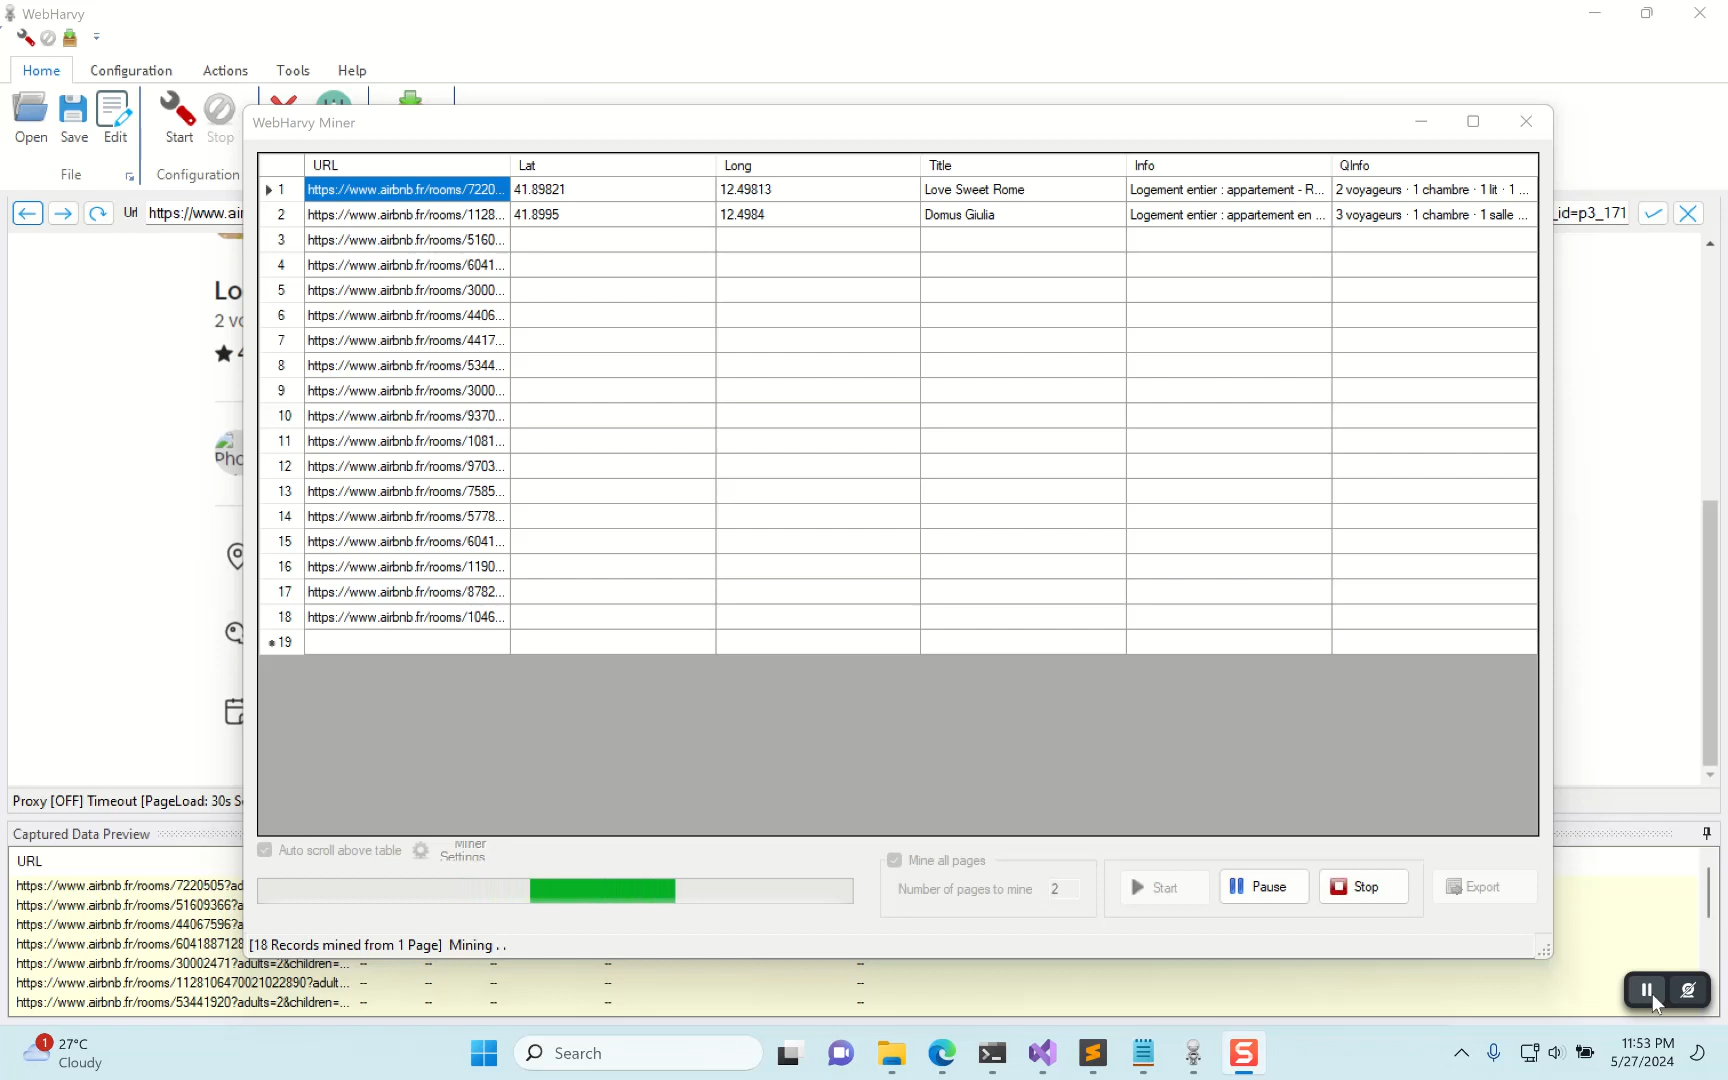 WebHarvy
Home Configuration Actions Tools Help
Open Save Edit Start Stop
File Configuration
Url https://www.air _id=p3_171
Lo
2 vo
4
Pho
Proxy [OFF] Timeout [PageLoad: 30s S
WebHarvy Miner
URL Lat Long Title Info QInfo
1 https://www.airbnb.fr/rooms/7220... 41.89821 12.49813 Love Sweet Rome Logement entier : appartement - R... 2 voyageurs · 1 chambre · 1 lit · 1 ...
2 https://www.airbnb.fr/rooms/1128... 41.8995 12.4984 Domus Giulia Logement entier : appartement en ... 3 voyageurs · 1 chambre · 1 salle ...
3 https://www.airbnb.fr/rooms/5160...
4 https://www.airbnb.fr/rooms/6041...
5 https://www.airbnb.fr/rooms/3000...
6 https://www.airbnb.fr/rooms/4406...
7 https://www.airbnb.fr/rooms/4417...
8 https://www.airbnb.fr/rooms/5344...
9 https://www.airbnb.fr/rooms/3000...
10 https://www.airbnb.fr/rooms/9370...
11 https://www.airbnb.fr/rooms/1081...
12 https://www.airbnb.fr/rooms/9703...
13 https://www.airbnb.fr/rooms/7585...
14 https://www.airbnb.fr/rooms/5778...
15 https://www.airbnb.fr/rooms/6041...
16 https://www.airbnb.fr/rooms/1190...
17 https://www.airbnb.fr/rooms/8782...
18 https://www.airbnb.fr/rooms/1046...
* 19
Auto scroll above table Miner Settings
Mine all pages
Number of pages to mine 2
Start Pause Stop Export
[18 Records mined from 1 Page] Mining . .
Captured Data Preview
URL
https://www.airbnb.fr/rooms/7220505?ad
https://www.airbnb.fr/rooms/51609366?a
https://www.airbnb.fr/rooms/44067596?a
https://www.airbnb.fr/rooms/6041887128
https://www.airbnb.fr/rooms/30002471?adults=2&children=... -- -- -- -- --
https://www.airbnb.fr/rooms/1128106470021022890?adult... -- -- -- -- --
https://www.airbnb.fr/rooms/53441920?adults=2&children=... -- -- -- -- --
1
27°C
Cloudy
Search
S
S
11:53 PM
5/27/2024